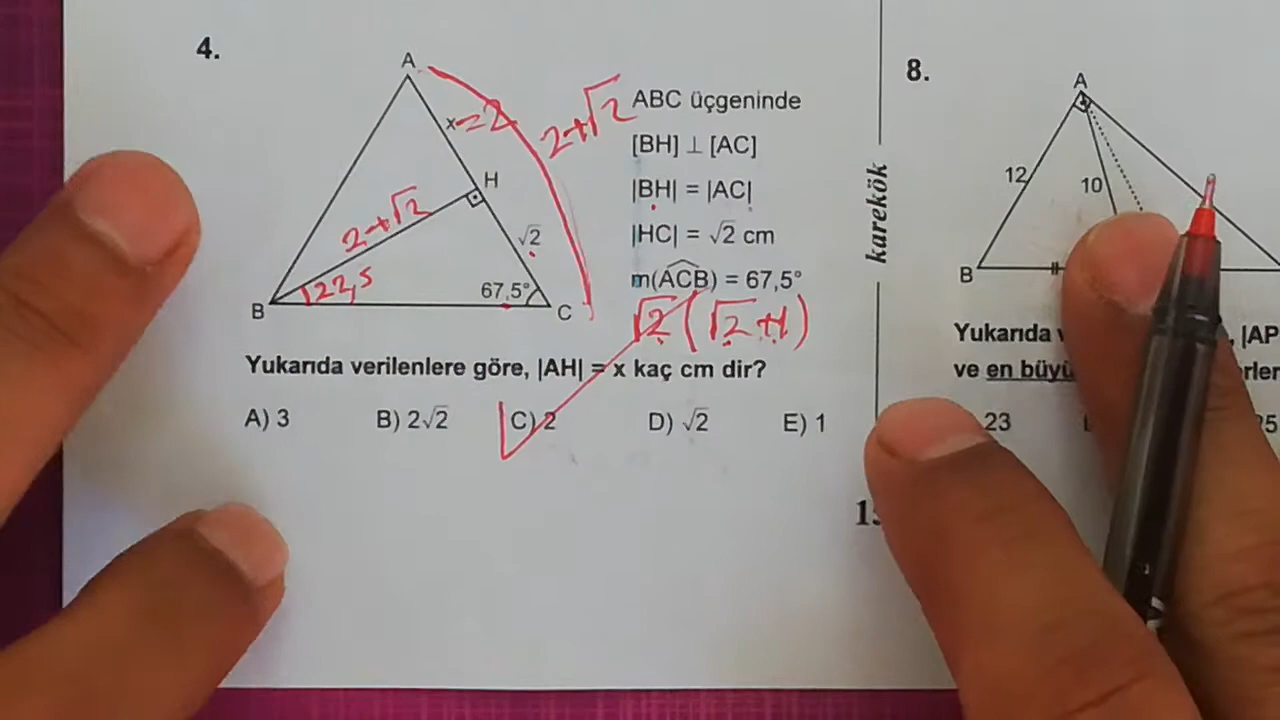 4.
A
x = 2
2+√2
H
2+√2
√2
22,5
67,5°
B
C
ABC üçgeninde
[BH] ⊥ [AC]
|BH| = |AC|
|HC| = √2 cm
m(ACB) = 67,5°
√2 (√2 +1)
Yukarıda verilenlere göre, |AH| = x kaç cm dir?
A) 3 B) 2√2 C) 2 D) √2 E) 1
karekök
8.
A
12
10
B
Yukarıda
, |AP
ve en büyü
rler
23